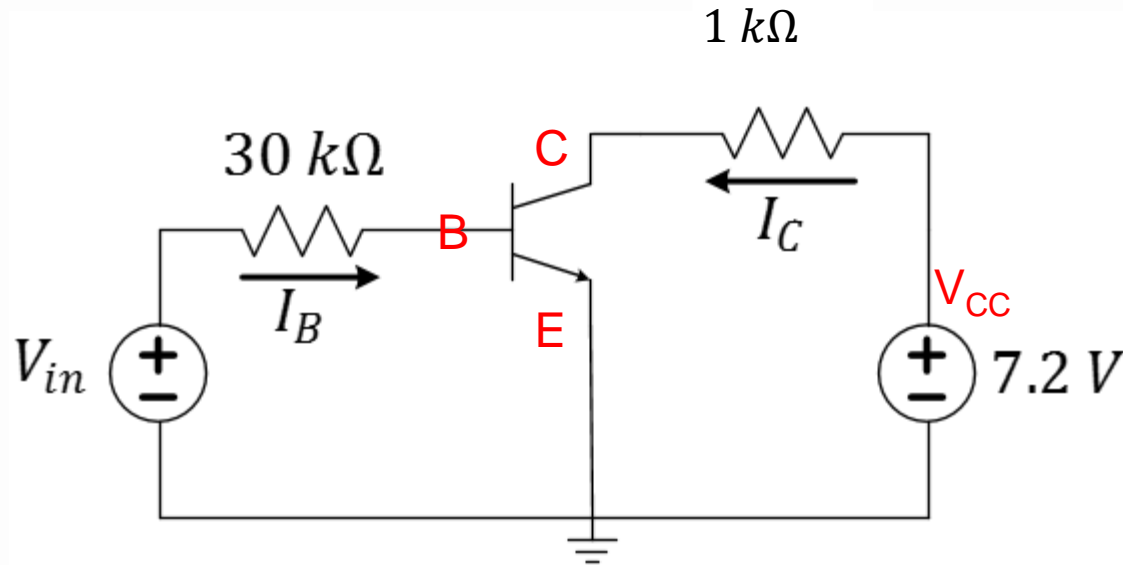 1 kΩ
30 kΩ
C
B
I_C
I_B
E
V_CC
V_in
+
−
+
−
7.2 V